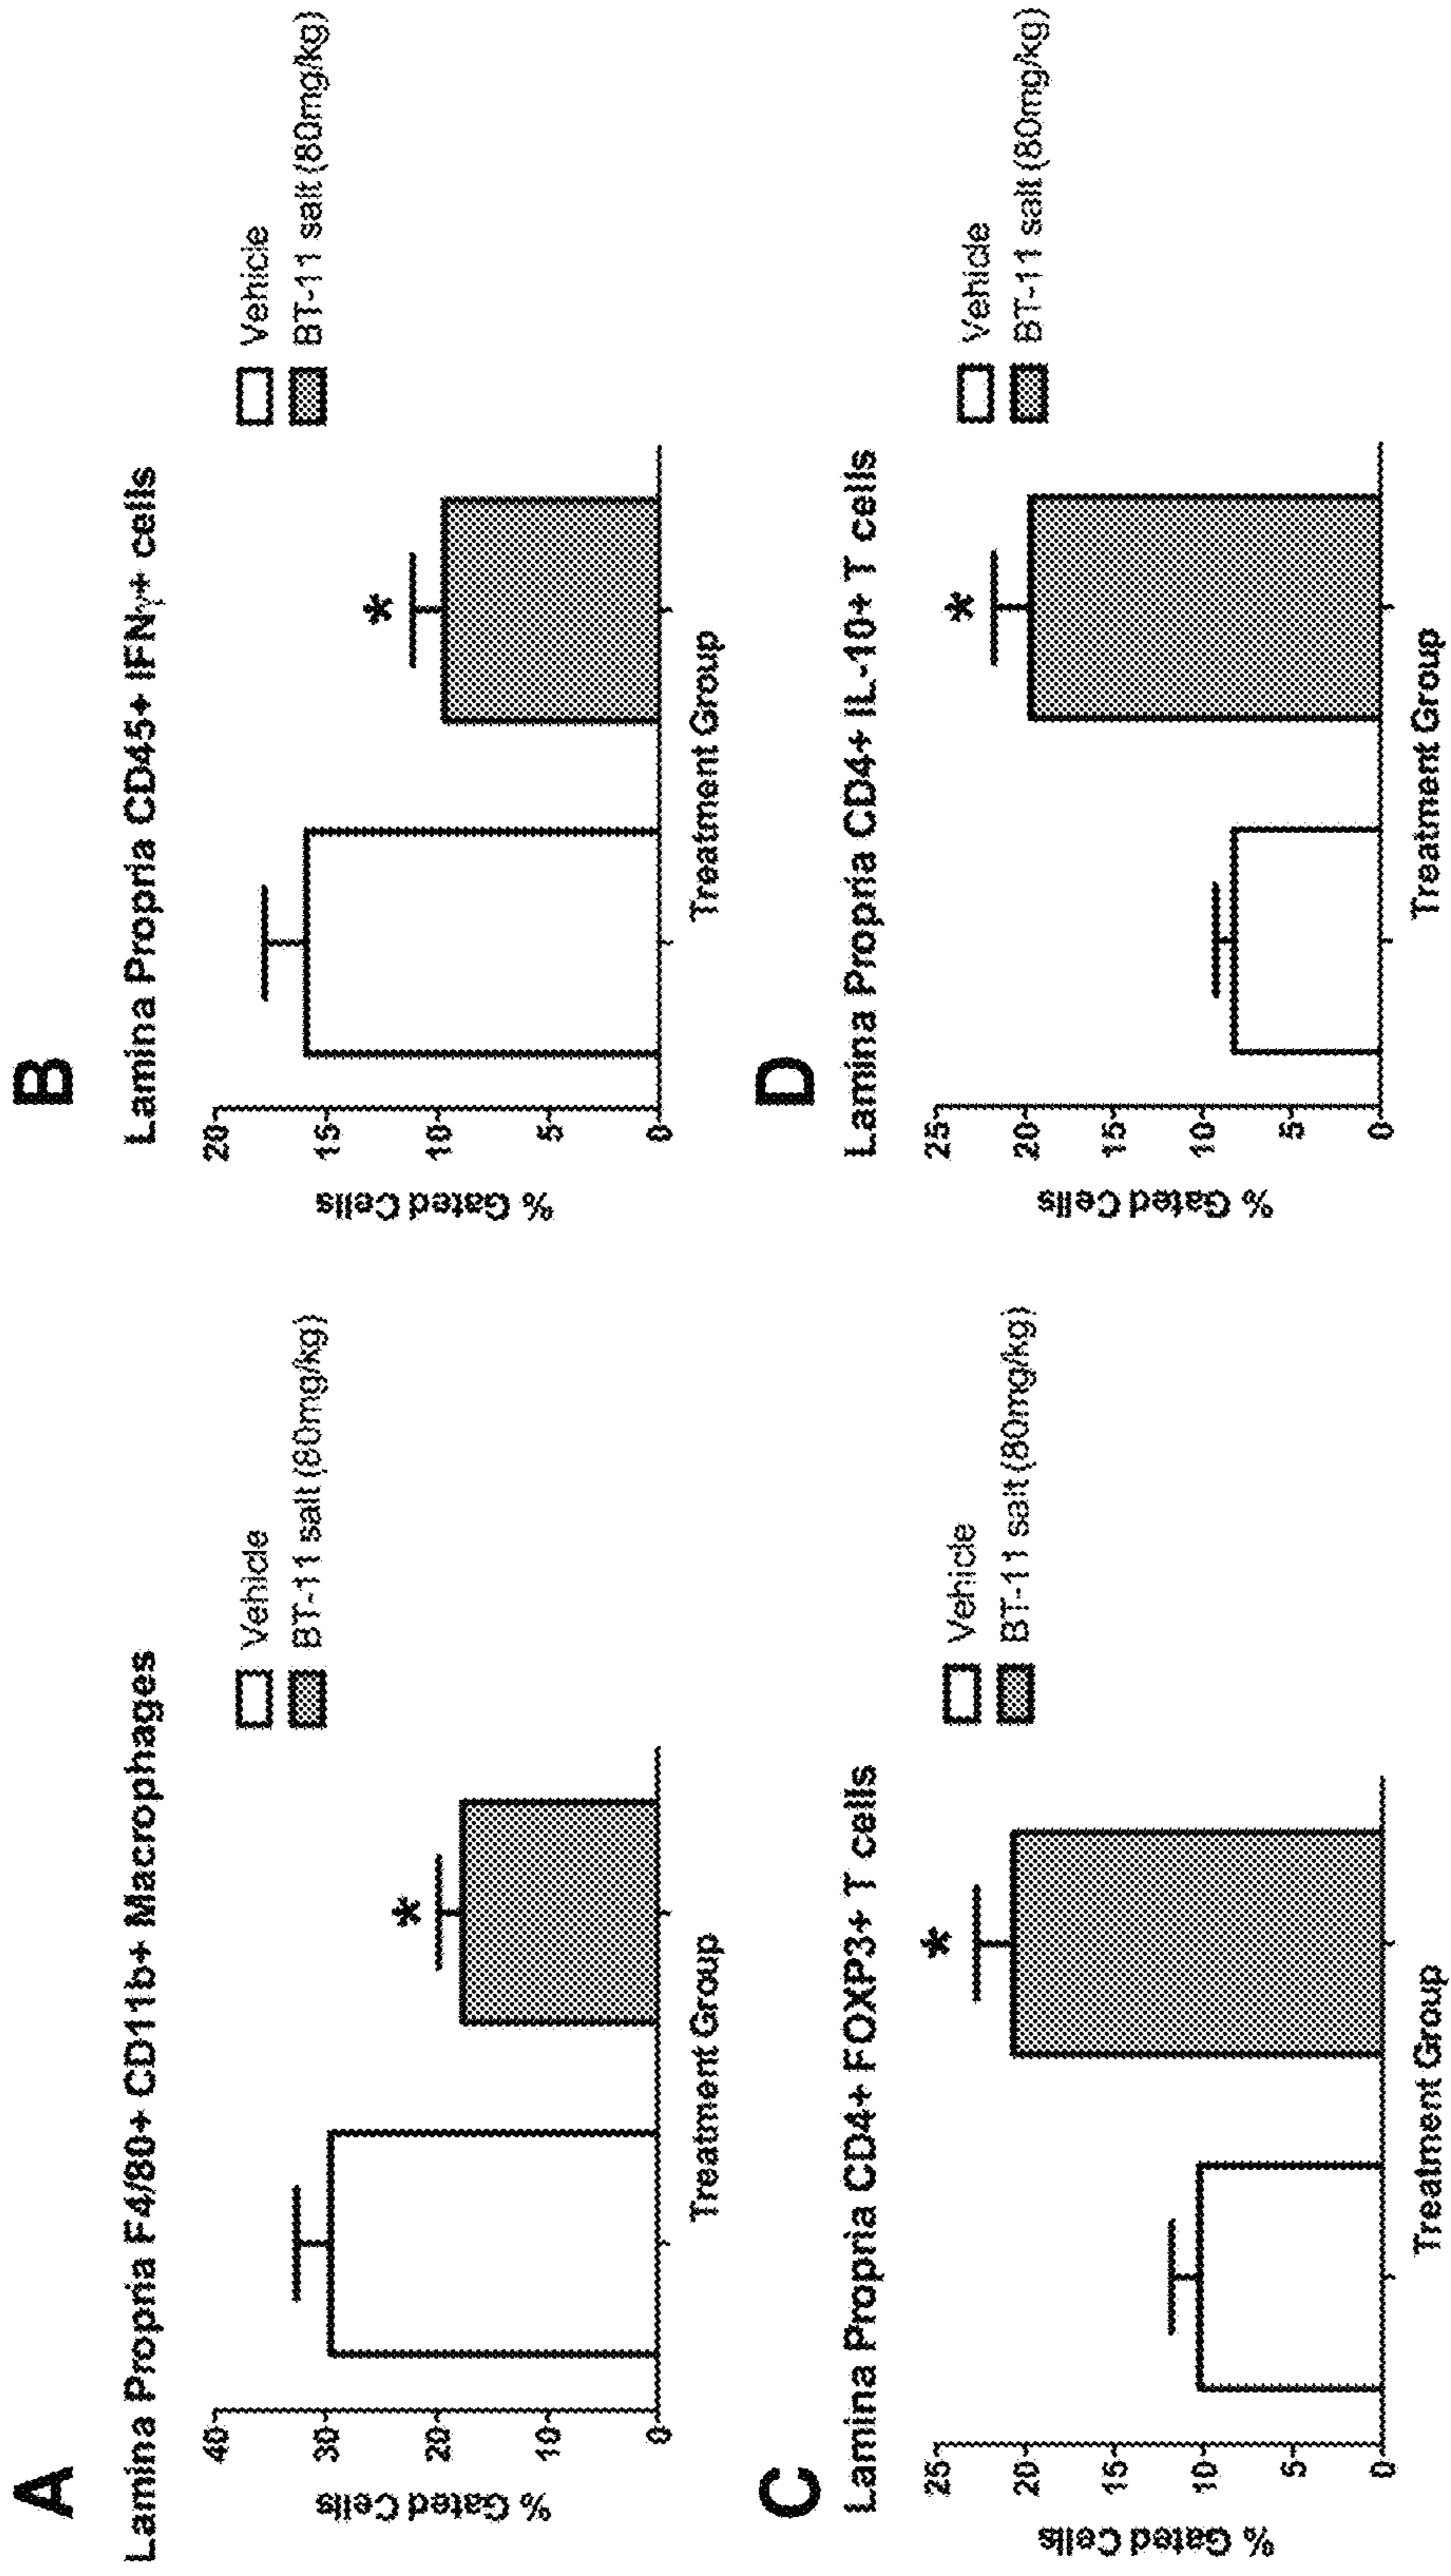 A
Lamina Propria F4/80+ CD11b+ Macrophages
% Gated Cells
40
30
20
10
0
*
Treatment Group
Vehicle
BT-11 salt (80mg/kg)
B
Lamina Propria CD45+ IFNγ+ cells
% Gated Cells
20
15
10
5
0
*
Treatment Group
Vehicle
BT-11 salt (80mg/kg)
C
Lamina Propria CD4+ FOXP3+ T cells
% Gated Cells
25
20
15
10
5
0
*
Treatment Group
Vehicle
BT-11 salt (80mg/kg)
D
Lamina Propria CD4+ IL-10+ T cells
% Gated Cells
25
20
15
10
5
0
*
Treatment Group
Vehicle
BT-11 salt (80mg/kg)